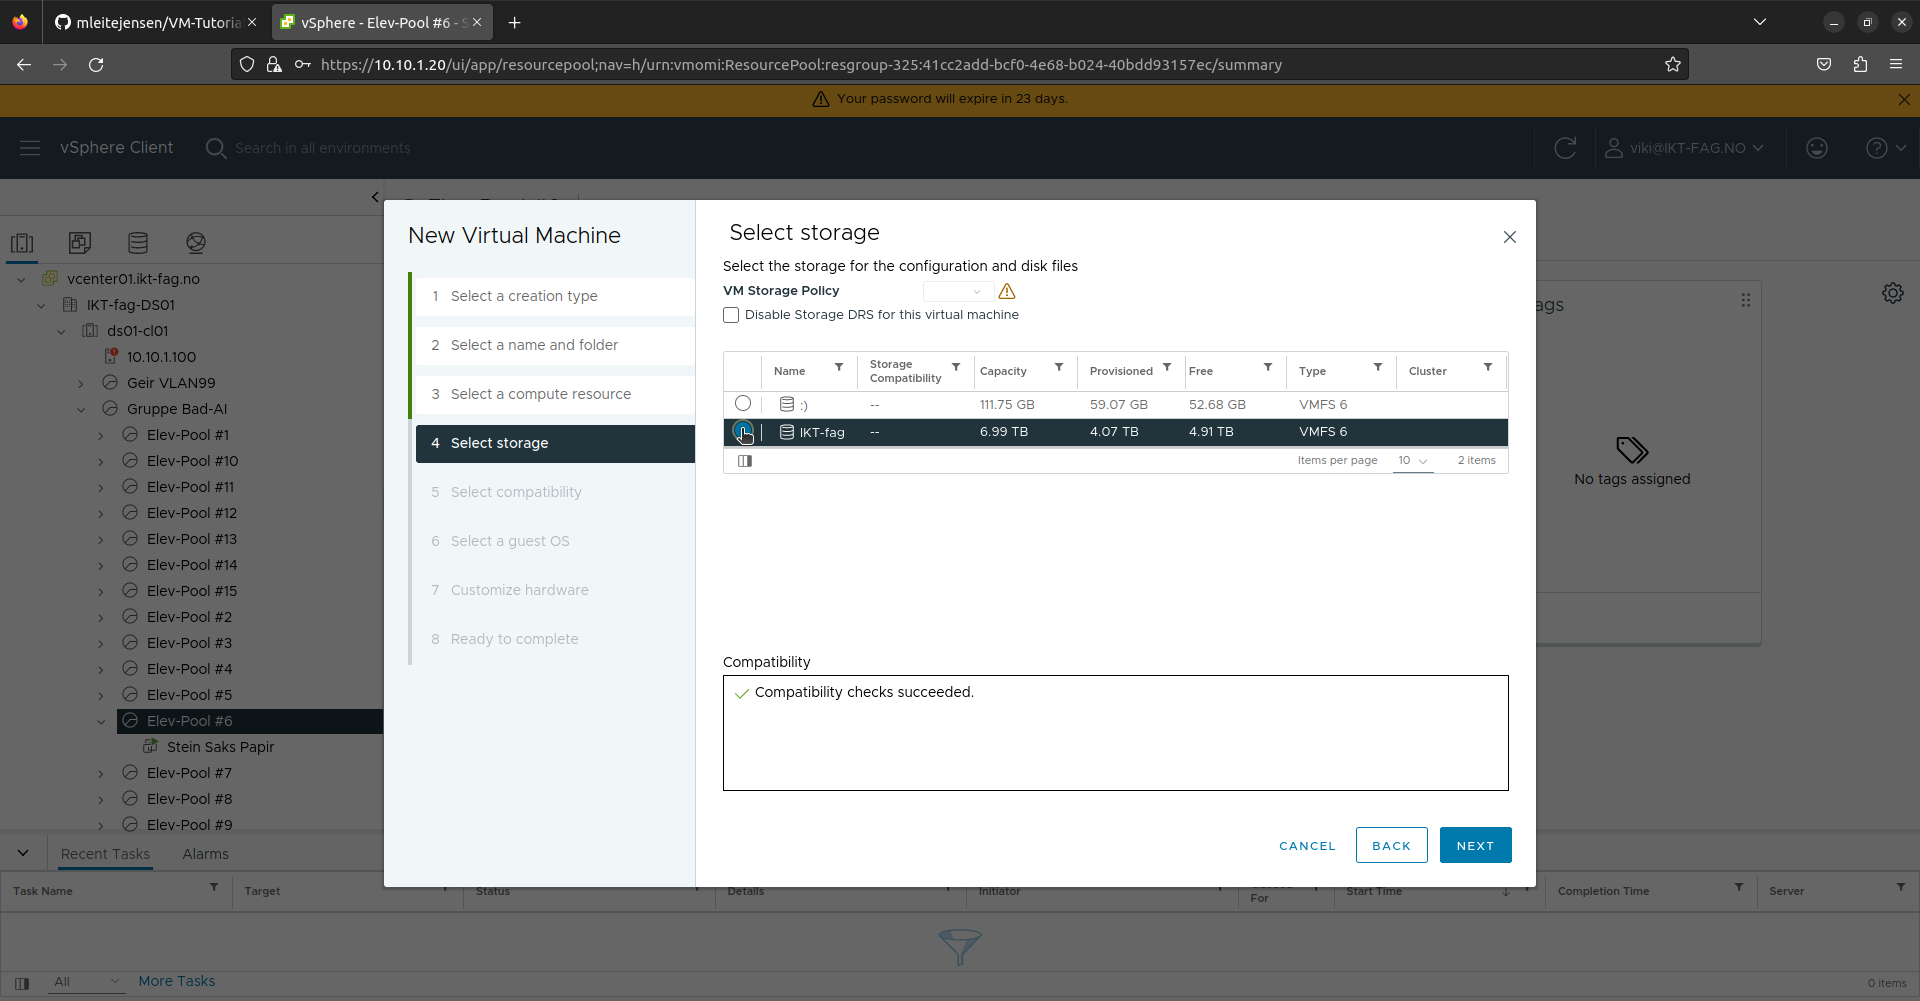 mleitejensen/VM-Tutoria
vSphere - Elev-Pool #6 - S
https://10.10.1.20/ui/app/resourcepool;nav=h/urn:vmomi:ResourcePool:resgroup-325:41cc2add-bcf0-4e68-b024-40bdd93157ec/summary
Your password will expire in 23 days.
vSphere Client
Search in all environments
viki@IKT-FAG.NO
vcenter01.ikt-fag.no
IKT-fag-DS01
ds01-cl01
10.10.1.100
Geir VLAN99
Gruppe Bad-AI
Elev-Pool #1
Elev-Pool #10
Elev-Pool #11
Elev-Pool #12
Elev-Pool #13
Elev-Pool #14
Elev-Pool #15
Elev-Pool #2
Elev-Pool #3
Elev-Pool #4
Elev-Pool #5
Elev-Pool #6
Stein Saks Papir
Elev-Pool #7
Elev-Pool #8
Elev-Pool #9
New Virtual Machine
1 Select a creation type
2 Select a name and folder
3 Select a compute resource
4 Select storage
5 Select compatibility
6 Select a guest OS
7 Customize hardware
8 Ready to complete
Select storage
Select the storage for the configuration and disk files
VM Storage Policy
Disable Storage DRS for this virtual machine
Name Storage Compatibility Capacity Provisioned Free Type Cluster
:) -- 111.75 GB 59.07 GB 52.68 GB VMFS 6
IKT-fag -- 6.99 TB 4.07 TB 4.91 TB VMFS 6
Items per page 10 2 items
Compatibility
Compatibility checks succeeded.
CANCEL BACK NEXT
ags
No tags assigned
Recent Tasks Alarms
Task Name Target Status Details Initiator For Start Time Completion Time Server
All More Tasks 0 items